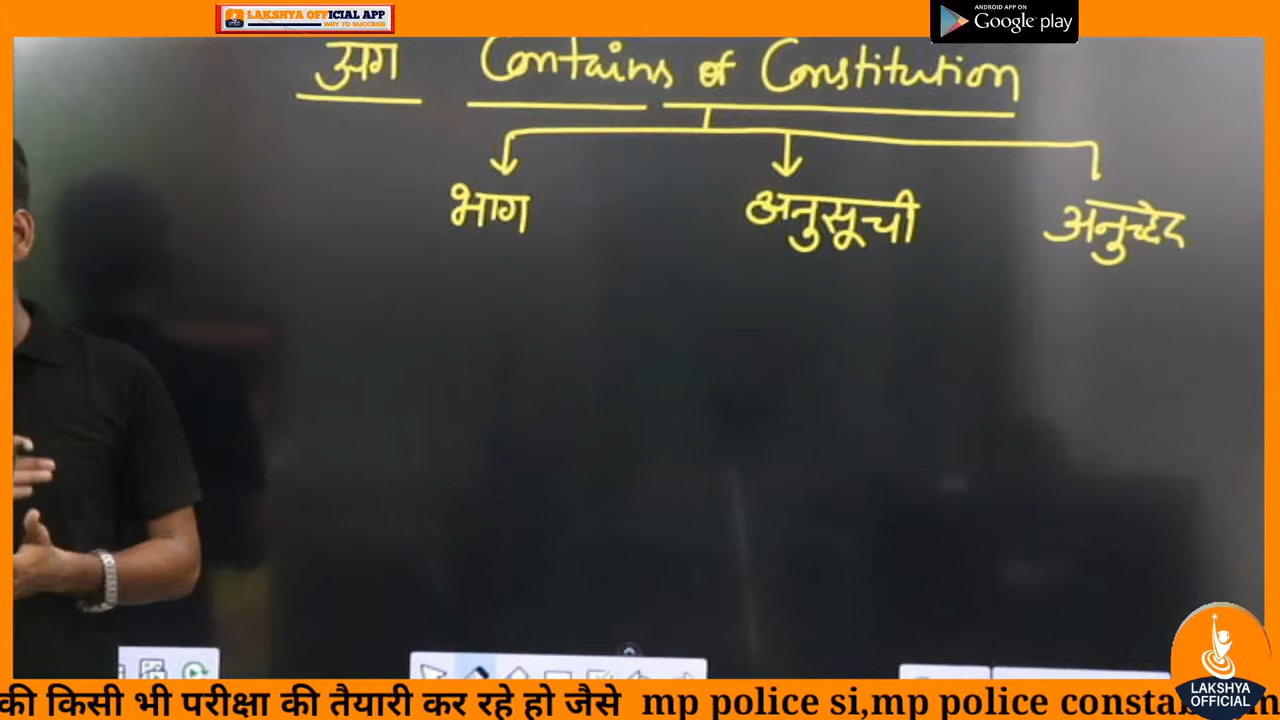 LAKSHYA OFFICIAL APP
WAY TO SUCCESS
ANDROID APP ON
Google play
अंग Contains of Constitution
भाग अनुसूची अनुच्छेद
LAKSHYA
OFFICIAL
की किसी भी परीक्षा की तैयारी कर रहे हो जैसे mp police si,mp police